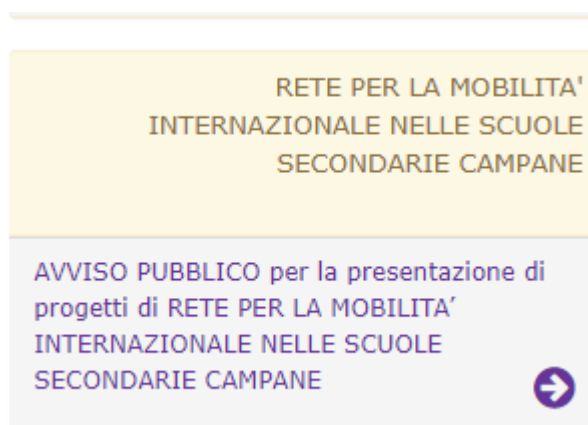 RETE PER LA MOBILITA'
INTERNAZIONALE NELLE SCUOLE
SECONDARIE CAMPANE
AVVISO PUBBLICO per la presentazione di
progetti di RETE PER LA MOBILITA’
INTERNAZIONALE NELLE SCUOLE
SECONDARIE CAMPANE